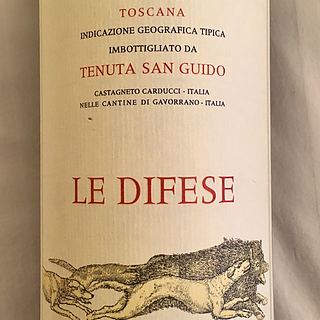 TOSCANA
INDICAZIONE GEOGRAFICA TIPICA
IMBOTTIGLIATO DA
TENUTA SAN GUIDO
CASTAGNETO CARDUCCI - ITALIA
NELLE CANTINE DI GAVORRANO - ITALIA
LE DIFESE